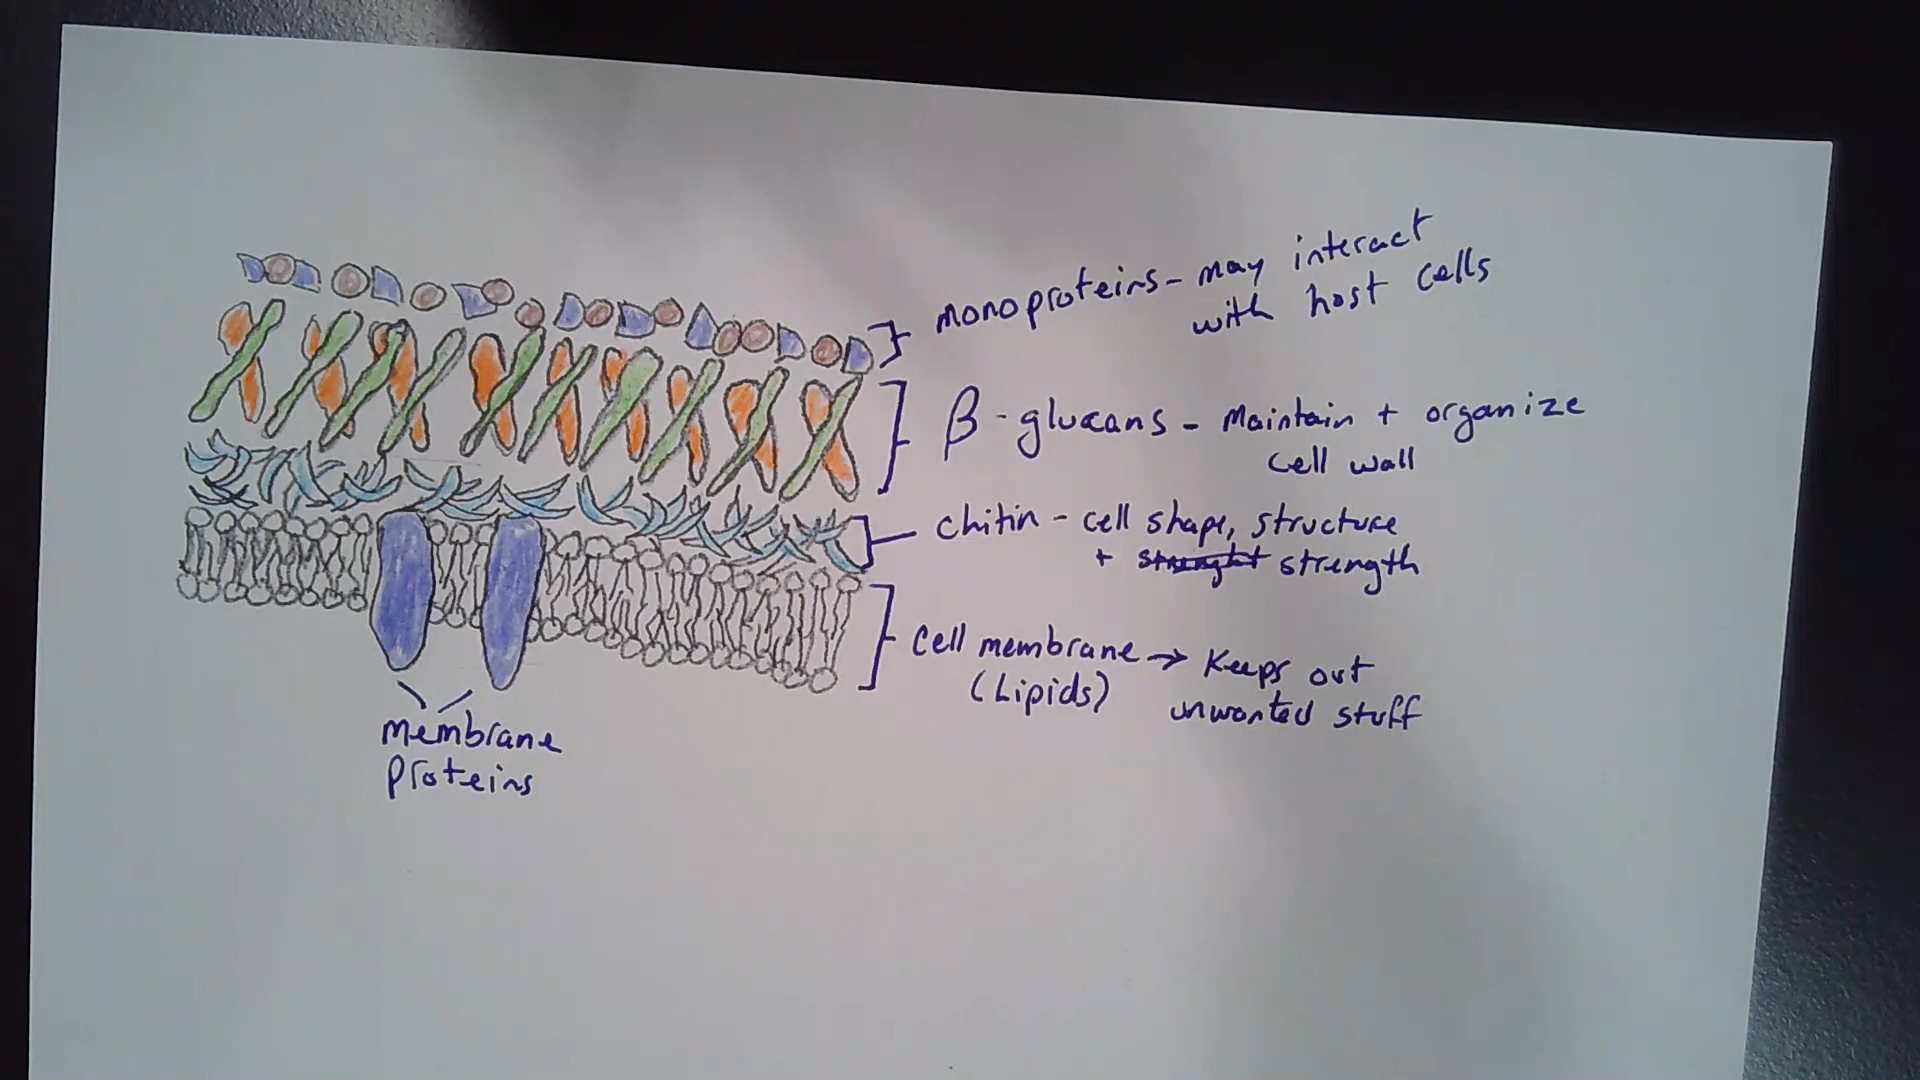 monoproteins - may interact
with host cells
β - glucans - Maintain + organize
cell wall
chitin - cell shape, structure
+ strenght strength
cell membrane → Keeps out
(Lipids) unwanted stuff
membrane
proteins